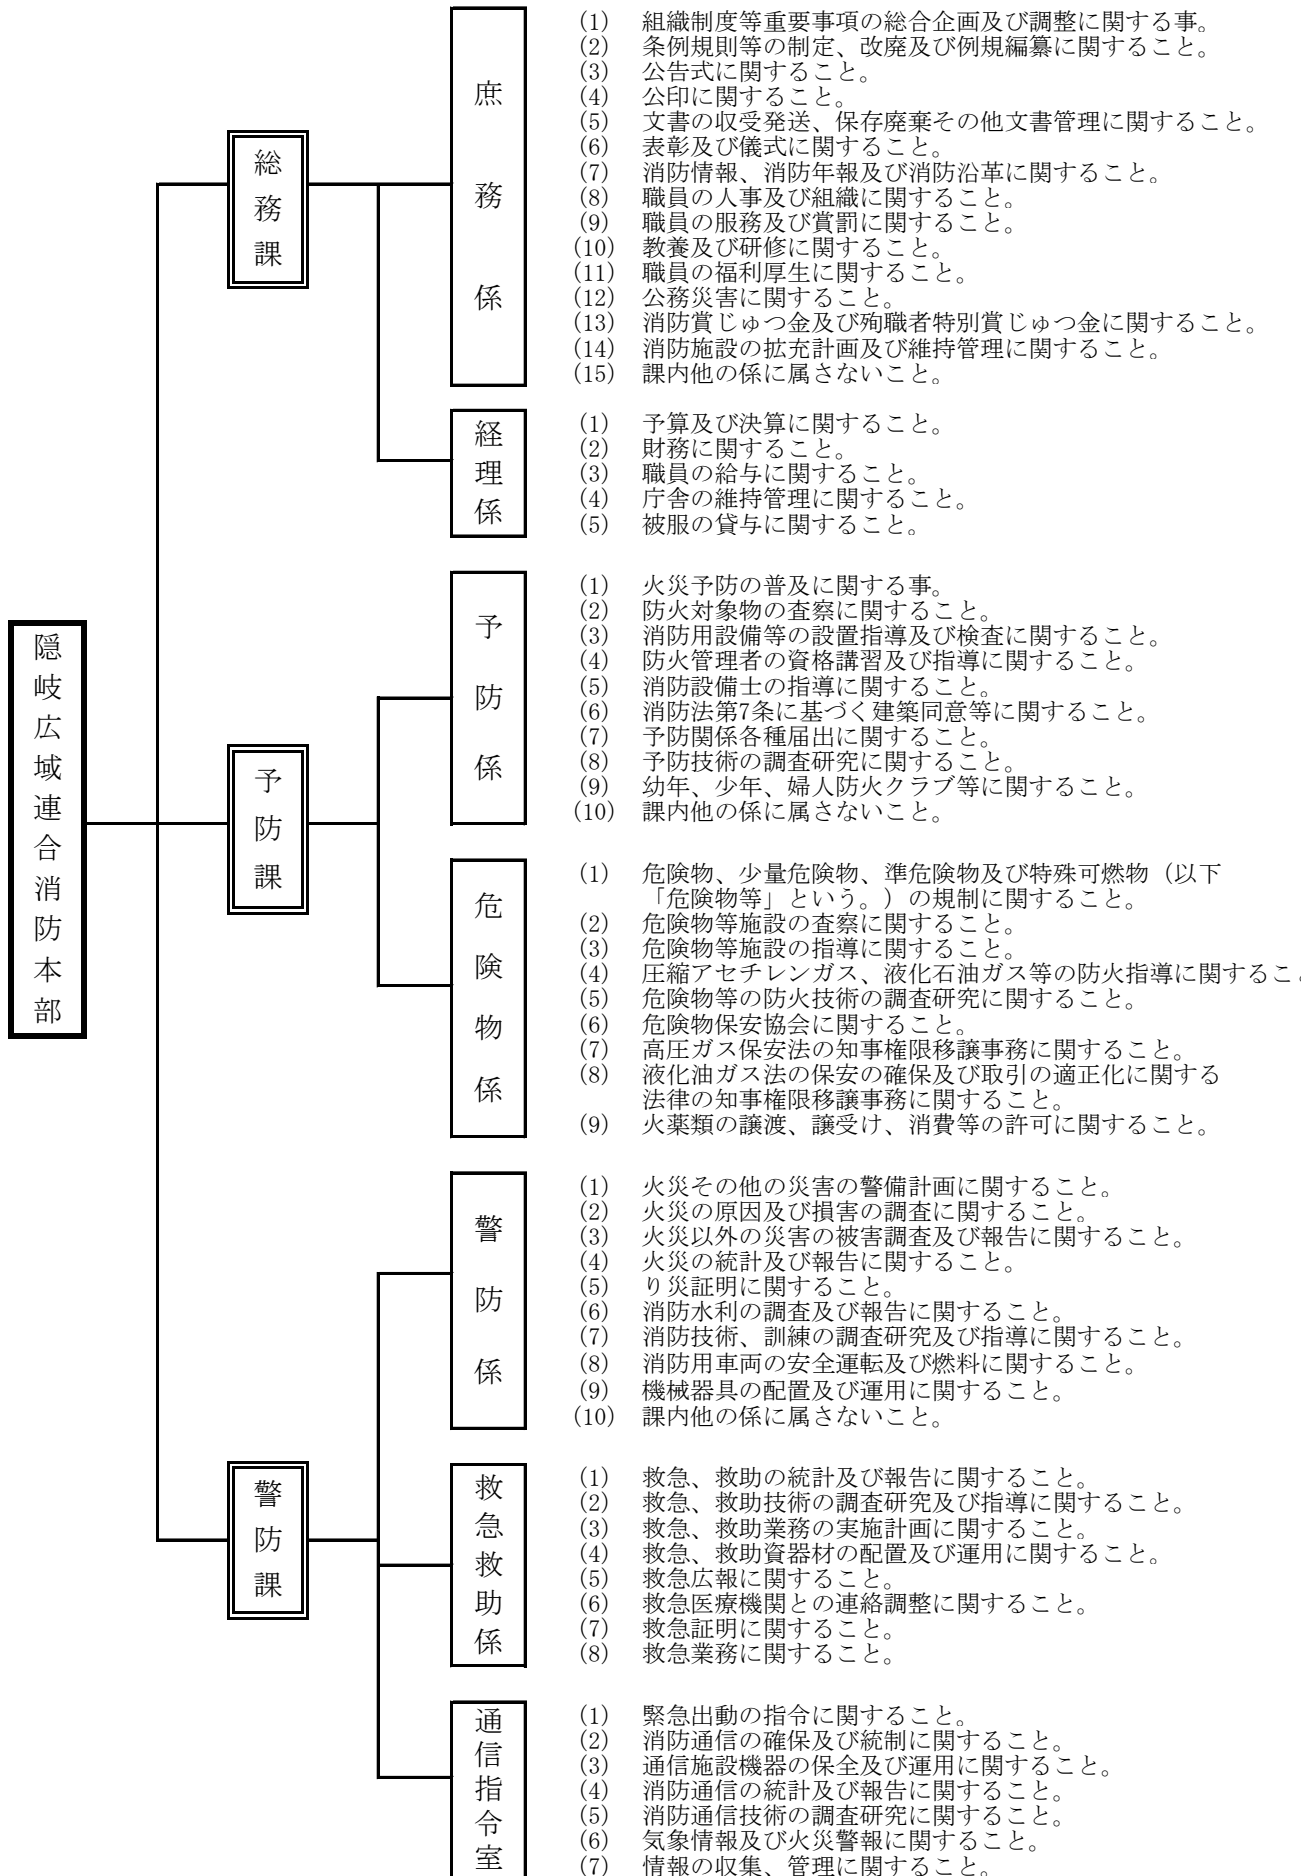 隠岐広域連合消防本部
総務課
庶務係
(1) 組織制度等重要事項の総合企画及び調整に関する事。
(2) 条例規則等の制定、改廃及び例規編纂に関すること。
(3) 公告式に関すること。
(4) 公印に関すること。
(5) 文書の収受発送、保存廃棄その他文書管理に関すること。
(6) 表彰及び儀式に関すること。
(7) 消防情報、消防年報及び消防沿革に関すること。
(8) 職員の人事及び組織に関すること。
(9) 職員の服務及び賞罰に関すること。
(10) 教養及び研修に関すること。
(11) 職員の福利厚生に関すること。
(12) 公務災害に関すること。
(13) 消防賞じゅつ金及び殉職者特別賞じゅつ金に関すること。
(14) 消防施設の拡充計画及び維持管理に関すること。
(15) 課内他の係に属さないこと。
経理係
(1) 予算及び決算に関すること。
(2) 財務に関すること。
(3) 職員の給与に関すること。
(4) 庁舎の維持管理に関すること。
(5) 被服の貸与に関すること。
予防課
予防係
(1) 火災予防の普及に関する事。
(2) 防火対象物の査察に関すること。
(3) 消防用設備等の設置指導及び検査に関すること。
(4) 防火管理者の資格講習及び指導に関すること。
(5) 消防設備士の指導に関すること。
(6) 消防法第7条に基づく建築同意等に関すること。
(7) 予防関係各種届出に関すること。
(8) 予防技術の調査研究に関すること。
(9) 幼年、少年、婦人防火クラブ等に関すること。
(10) 課内他の係に属さないこと。
危険物係
(1) 危険物、少量危険物、準危険物及び特殊可燃物（以下
「危険物等」という。）の規制に関すること。
(2) 危険物等施設の査察に関すること。
(3) 危険物等施設の指導に関すること。
(4) 圧縮アセチレンガス、液化石油ガス等の防火指導に関するこ
(5) 危険物等の防火技術の調査研究に関すること。
(6) 危険物保安協会に関すること。
(7) 高圧ガス保安法の知事権限移譲事務に関すること。
(8) 液化油ガス法の保安の確保及び取引の適正化に関する
法律の知事権限移譲事務に関すること。
(9) 火薬類の譲渡、譲受け、消費等の許可に関すること。
警防課
警防係
(1) 火災その他の災害の警備計画に関すること。
(2) 火災の原因及び損害の調査に関すること。
(3) 火災以外の災害の被害調査及び報告に関すること。
(4) 火災の統計及び報告に関すること。
(5) り災証明に関すること。
(6) 消防水利の調査及び報告に関すること。
(7) 消防技術、訓練の調査研究及び指導に関すること。
(8) 消防用車両の安全運転及び燃料に関すること。
(9) 機械器具の配置及び運用に関すること。
(10) 課内他の係に属さないこと。
救急救助係
(1) 救急、救助の統計及び報告に関すること。
(2) 救急、救助技術の調査研究及び指導に関すること。
(3) 救急、救助業務の実施計画に関すること。
(4) 救急、救助資器材の配置及び運用に関すること。
(5) 救急広報に関すること。
(6) 救急医療機関との連絡調整に関すること。
(7) 救急証明に関すること。
(8) 救急業務に関すること。
通信指令室
(1) 緊急出動の指令に関すること。
(2) 消防通信の確保及び統制に関すること。
(3) 通信施設機器の保全及び運用に関すること。
(4) 消防通信の統計及び報告に関すること。
(5) 消防通信技術の調査研究に関すること。
(6) 気象情報及び火災警報に関すること。
(7) 情報の収集、管理に関すること。